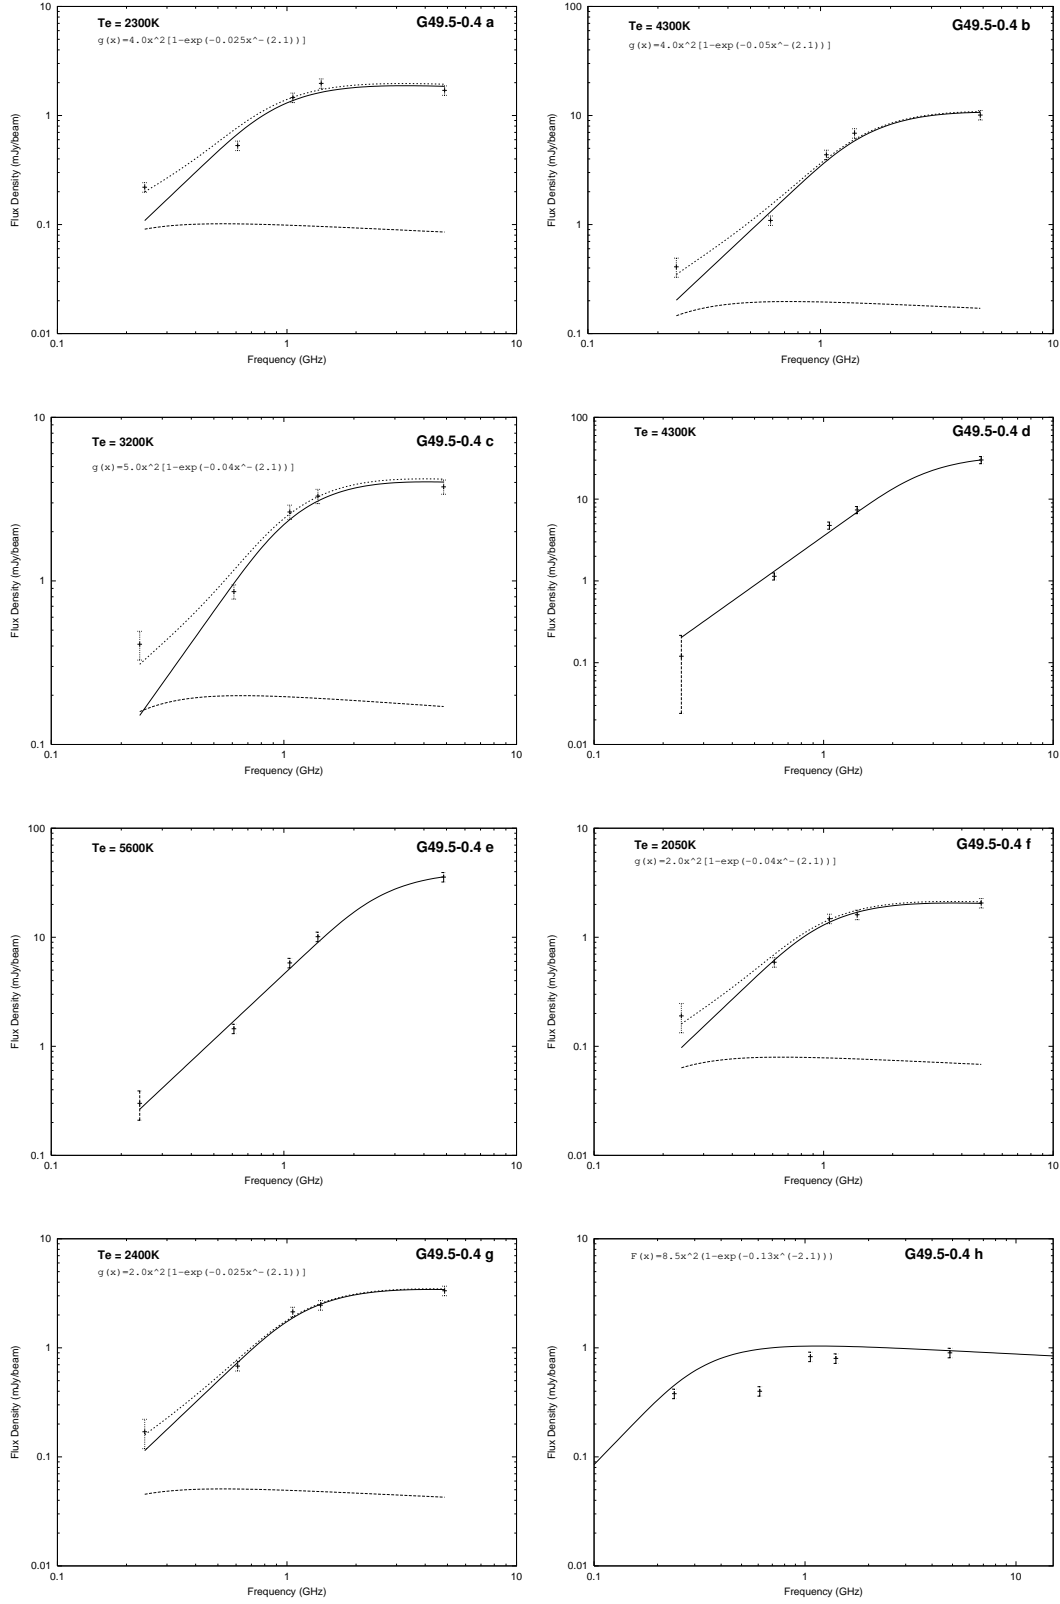 Te = 2300K
G49.5-0.4 a
g(x)=4.0x^2[1-exp(-0.025x^-(2.1))]
10
1
0.1
0.01
Flux Density (mJy/beam)
0.1
1
10
Frequency (GHz)
Te = 4300K
G49.5-0.4 b
g(x)=4.0x^2[1-exp(-0.05x^-(2.1))]
100
10
1
0.1
Flux Density (mJy/beam)
0.1
1
10
Frequency (GHz)
Te = 3200K
G49.5-0.4 c
g(x)=5.0x^2[1-exp(-0.04x^-(2.1))]
10
1
0.1
Flux Density (mJy/beam)
0.1
1
10
Frequency (GHz)
Te = 4300K
G49.5-0.4 d
100
10
1
0.1
0.01
Flux Density (mJy/beam)
0.1
1
10
Frequency (GHz)
Te = 5600K
G49.5-0.4 e
100
10
1
0.1
Flux Density (mJy/beam)
0.1
1
10
Frequency (GHz)
Te = 2050K
G49.5-0.4 f
g(x)=2.0x^2[1-exp(-0.04x^-(2.1))]
10
1
0.1
0.01
Flux Density (mJy/beam)
0.1
1
10
Frequency (GHz)
Te = 2400K
G49.5-0.4 g
g(x)=2.0x^2[1-exp(-0.025x^-(2.1))]
10
1
0.1
0.01
Flux Density (mJy/beam)
0.1
1
10
Frequency (GHz)
F(x)=8.5x^2(1-exp(-0.13x^(-2.1)))
G49.5-0.4 h
10
1
0.1
0.01
Flux Density (mJy/beam)
0.1
1
10
Frequency (GHz)